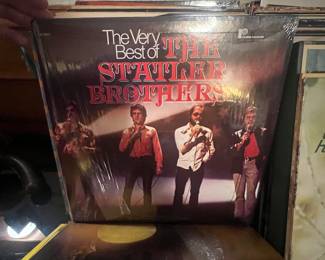 The Very
Best of THE
STATLER
BROTHERS